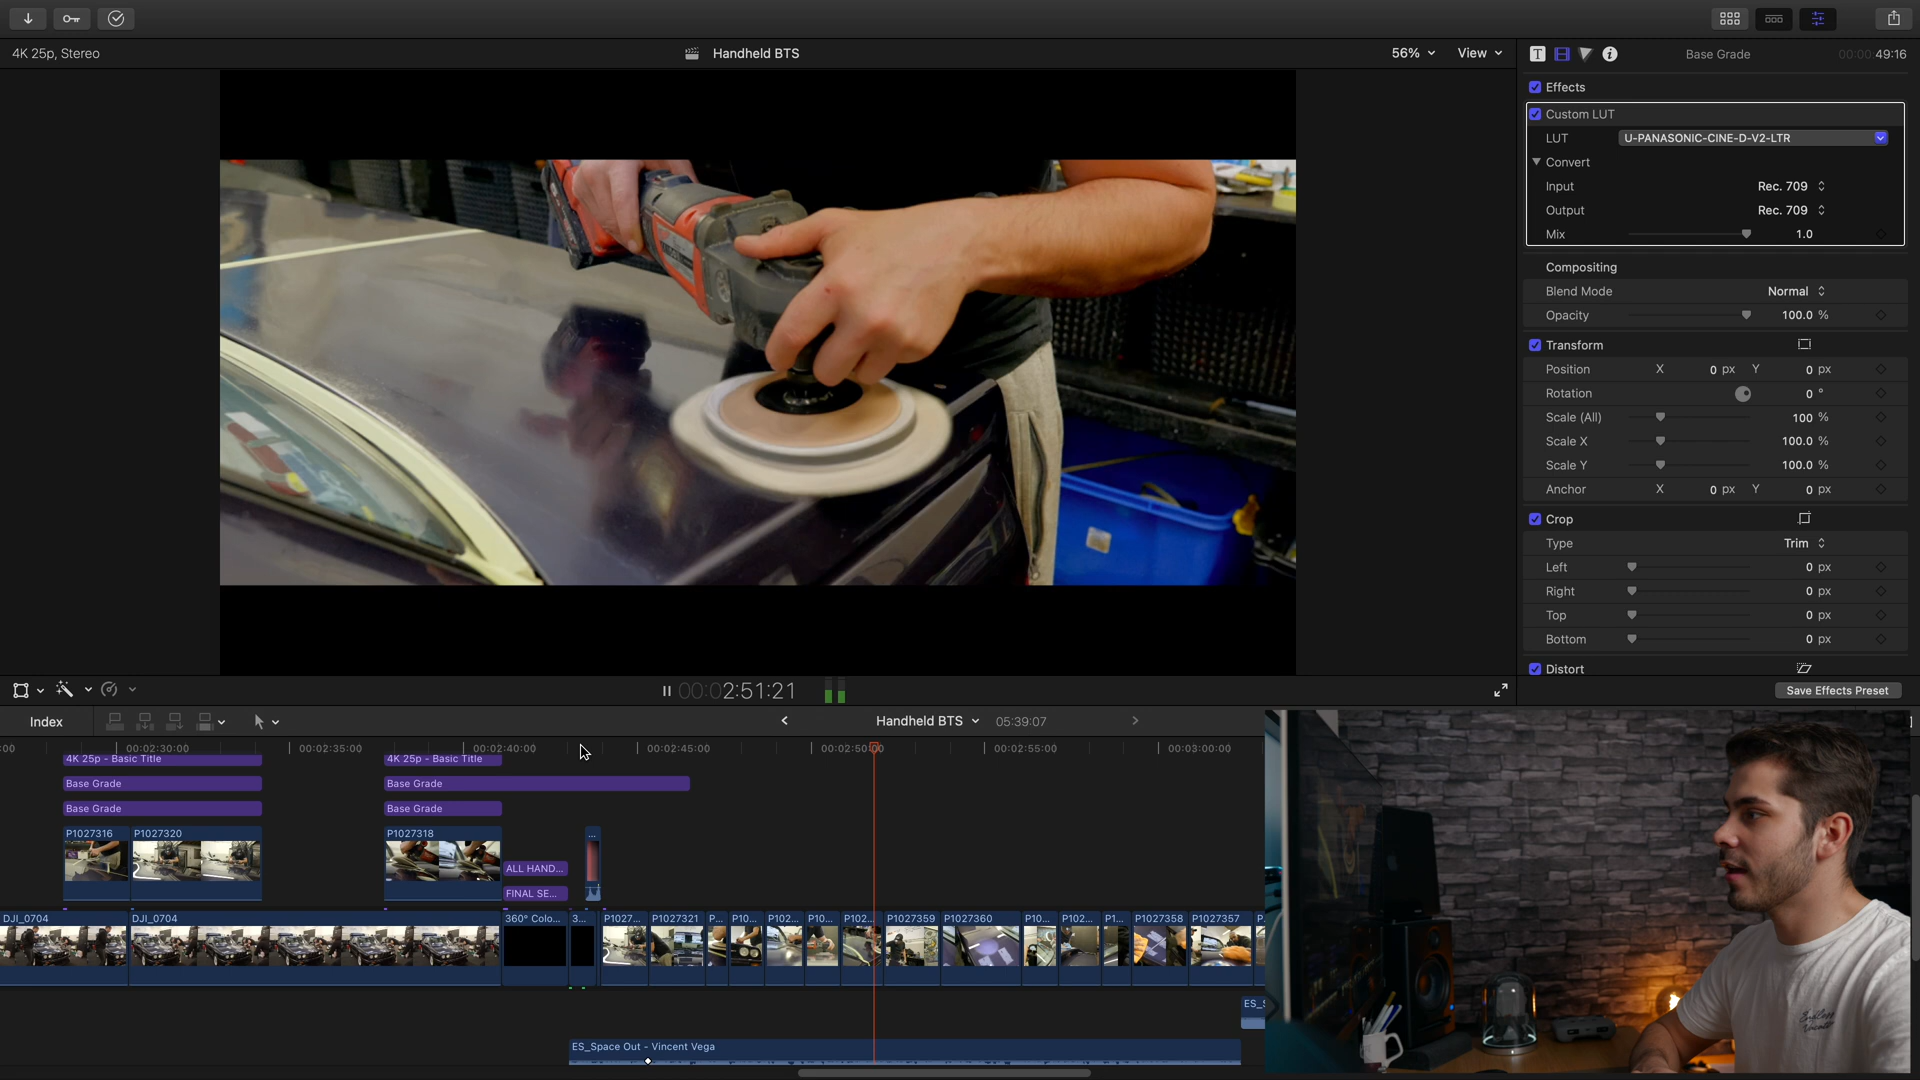 4K 25p, Stereo
Handheld BTS
56%
View
Base Grade
00:00:49:16
Effects
Custom LUT
LUT
U-PANASONIC-CINE-D-V2-LTR
Convert
Input
Rec. 709
Output
Rec. 709
Mix
1.0
Compositing
Blend Mode
Normal
Opacity
100.0 %
Transform
Position
X
0 px
Y
0 px
Rotation
0 °
Scale (All)
100 %
Scale X
100.0 %
Scale Y
100.0 %
Anchor
X
0 px
Y
0 px
Crop
Type
Trim
Left
0 px
Right
0 px
Top
0 px
Bottom
0 px
Distort
Save Effects Preset
00:02:51:21
Index
Handheld BTS
05:39:07
:00
00:02:30:00
00:02:35:00
00:02:40:00
00:02:45:00
00:02:50:00
00:02:55:00
00:03:00:00
4K 25p - Basic Title
4K 25p - Basic Title
Base Grade
Base Grade
Base Grade
Base Grade
P1027316
P1027320
P1027318
...
ALL HAND...
FINAL SE...
DJI_0704
DJI_0704
360° Colo...
3...
P1027...
P1027321
P...
P10...
P102...
P10...
P102...
P1027359
P1027360
P10...
P102...
P1...
P1027358
P1027357
P.
ES_S
ES_Space Out - Vincent Vega